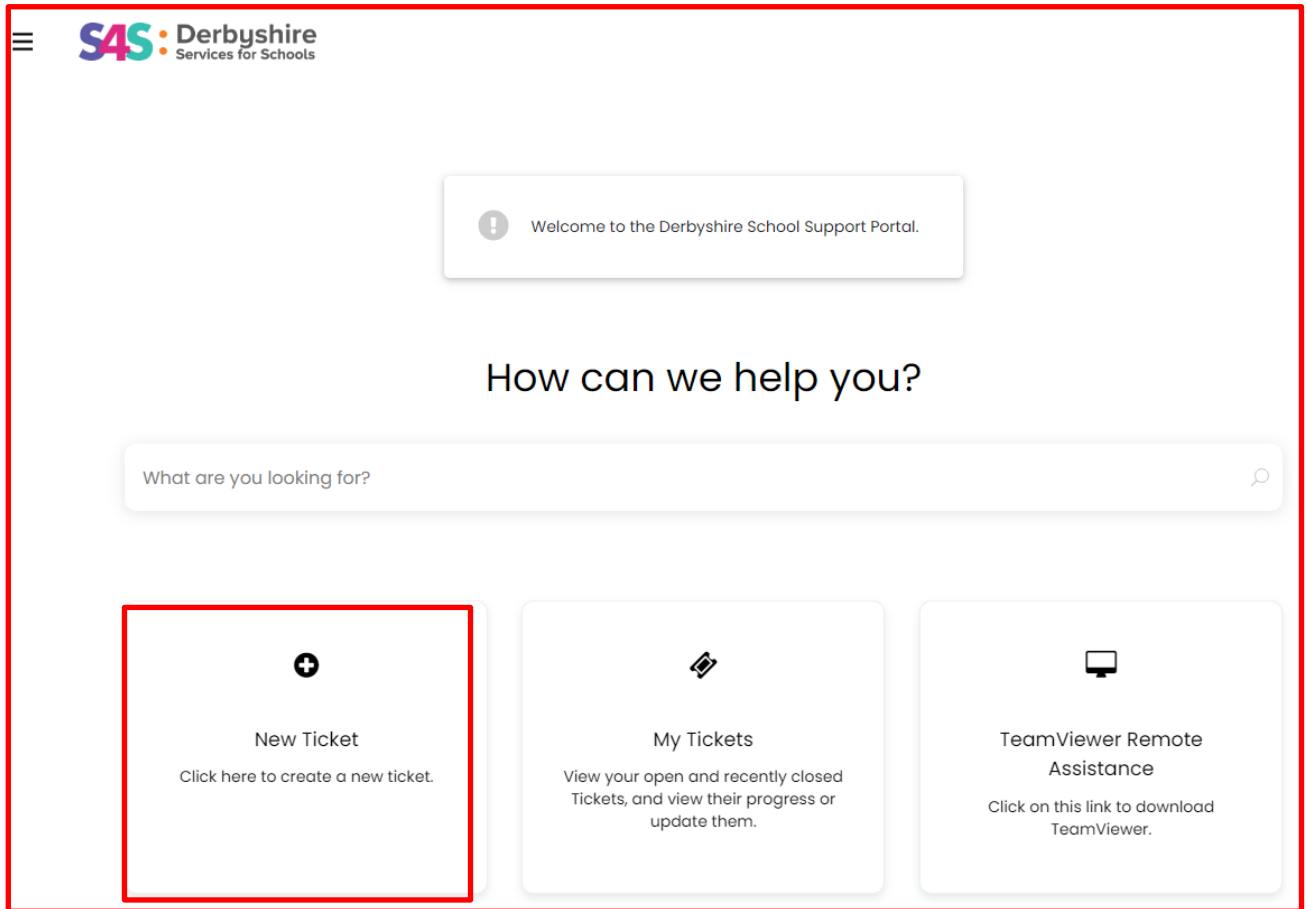 S4S: Derbyshire
Services for Schools
Welcome to the Derbyshire School Support Portal.
How can we help you?
What are you looking for?
New Ticket
Click here to create a new ticket.
My Tickets
View your open and recently closed
Tickets, and view their progress or
update them.
TeamViewer Remote
Assistance
Click on this link to download
TeamViewer.